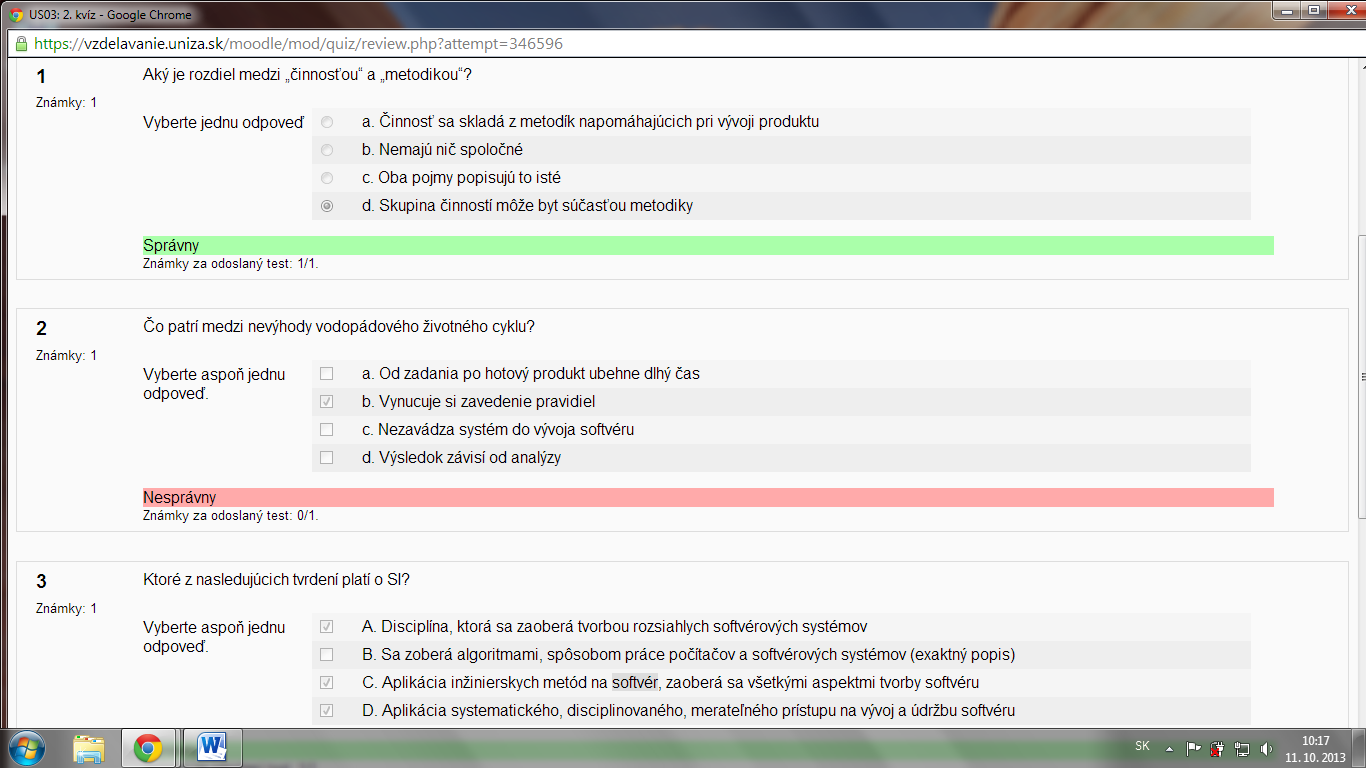 US03: 2. kvíz - Google Chrome
https://vzdelavanie.uniza.sk/moodle/mod/quiz/review.php?attempt=346596
1
Aký je rozdiel medzi „činnosťou“ a „metodikou“?
Známky: 1
Vyberte jednu odpoveď
a. Činnosť sa skladá z metodík napomáhajúcich pri vývoji produktu
b. Nemajú nič spoločné
c. Oba pojmy popisujú to isté
d. Skupina činností môže byt súčasťou metodiky
Správny
Známky za odoslaný test: 1/1.
2
Čo patrí medzi nevýhody vodopádového životného cyklu?
Známky: 1
Vyberte aspoň jednu
odpoveď.
a. Od zadania po hotový produkt ubehne dlhý čas
b. Vynucuje si zavedenie pravidiel
c. Nezavádza systém do vývoja softvéru
d. Výsledok závisí od analýzy
Nesprávny
Známky za odoslaný test: 0/1.
3
Ktoré z nasledujúcich tvrdení platí o SI?
Známky: 1
Vyberte aspoň jednu
odpoveď.
A. Disciplína, ktorá sa zaoberá tvorbou rozsiahlych softvérových systémov
B. Sa zoberá algoritmami, spôsobom práce počítačov a softvérových systémov (exaktný popis)
C. Aplikácia inžinierskych metód na softvér, zaoberá sa všetkými aspektmi tvorby softvéru
D. Aplikácia systematického, disciplinovaného, merateľného prístupu na vývoj a údržbu softvéru
SK
10:17
11. 10. 2013